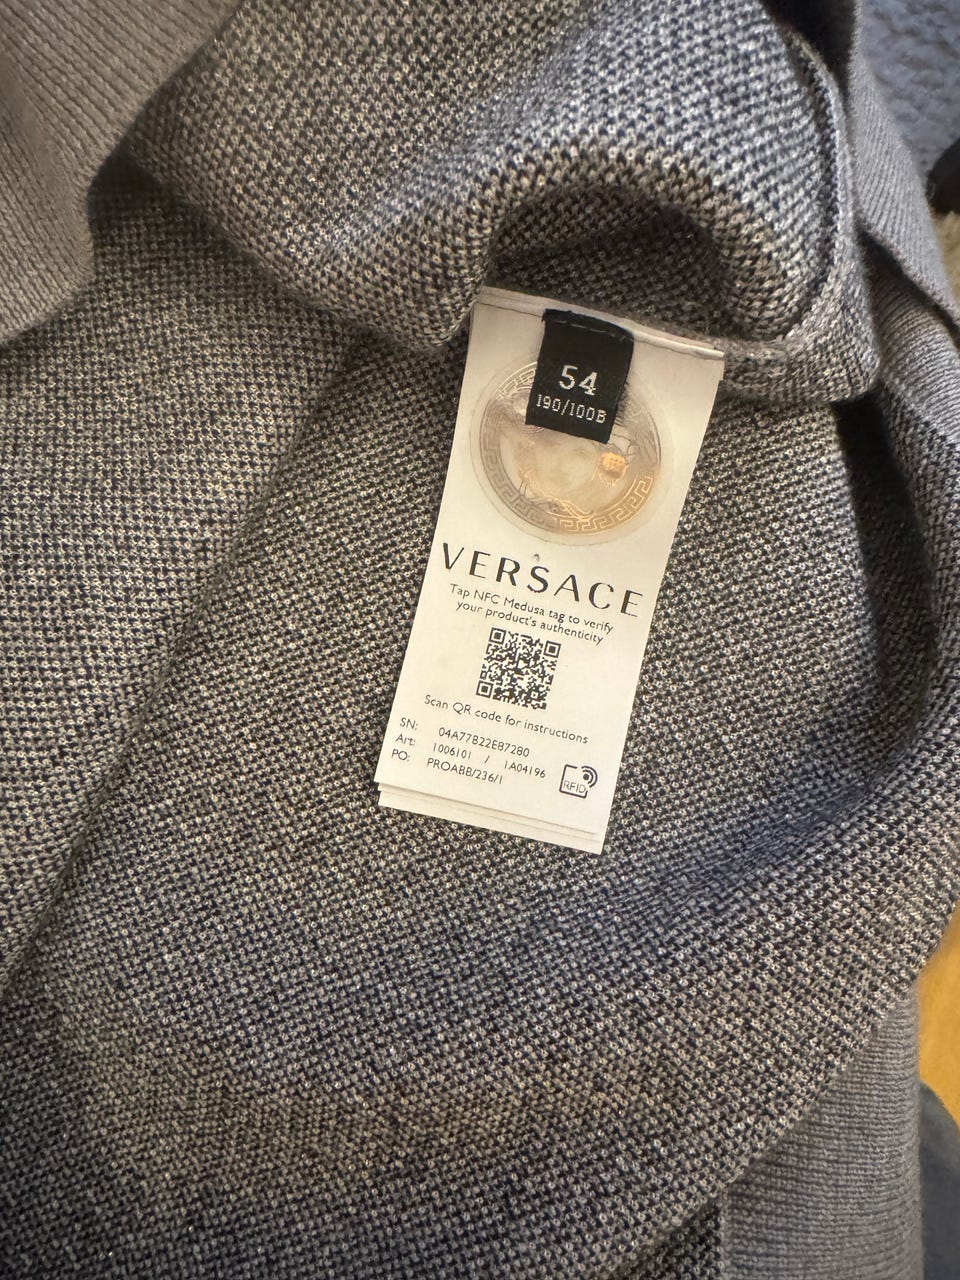 54
190/100B
VERSACE
Tap NFC Medusa tag to verify
your product's authenticity
Scan QR code for instructions
SN: 04A77B22E87280
Art: 1006101 / 1A04196
PO: PROABB/236/1
RFID